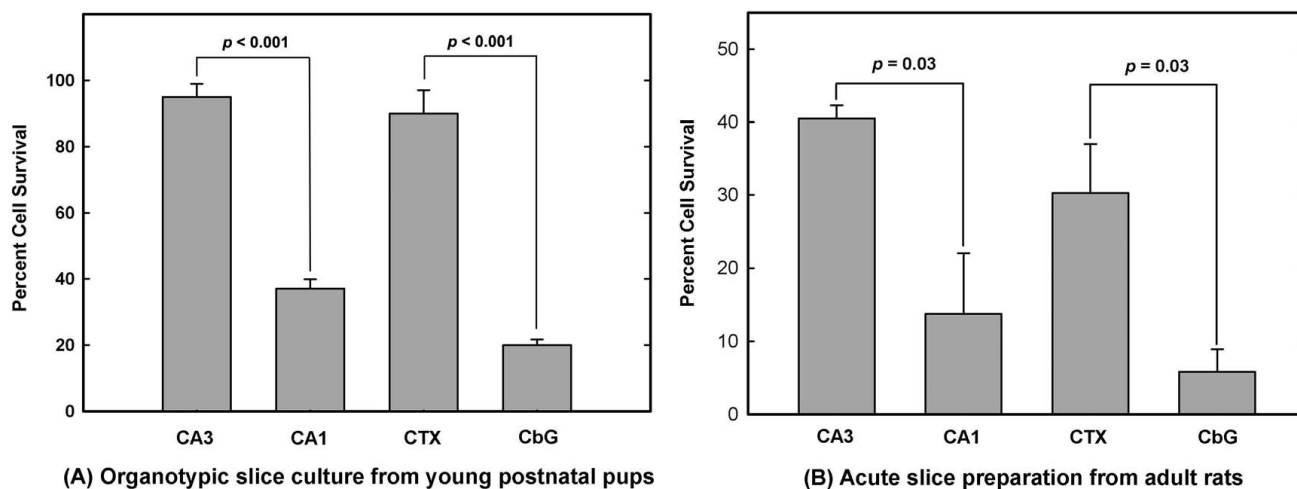 Percent Cell Survival
100
80
60
40
20
0
p < 0.001
p < 0.001
CA3 CA1 CTX CbG
(A) Organotypic slice culture from young postnatal pups
Percent Cell Survival
50
40
30
20
10
0
p = 0.03
p = 0.03
CA3 CA1 CTX CbG
(B) Acute slice preparation from adult rats